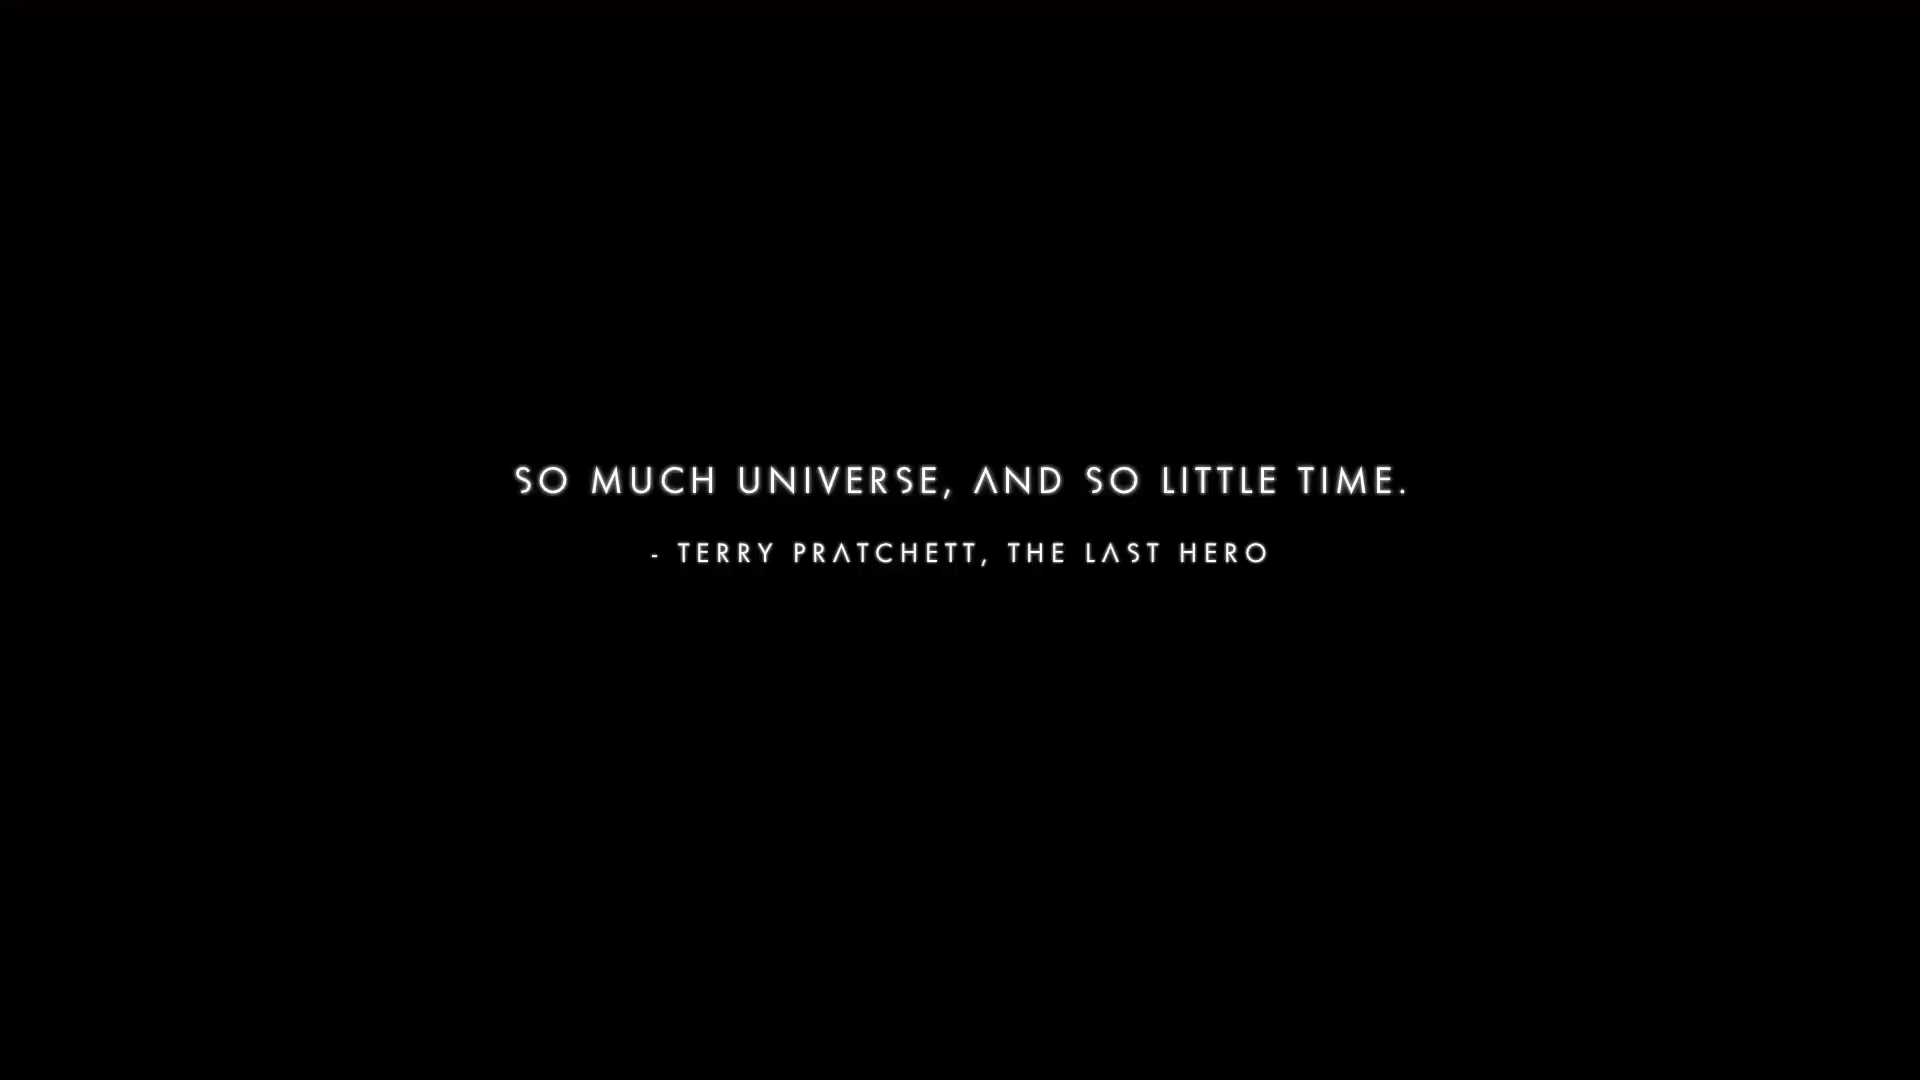 SO MUCH UNIVERSE, AND SO LITTLE TIME.
- TERRY PRATCHETT, THE LAST HERO